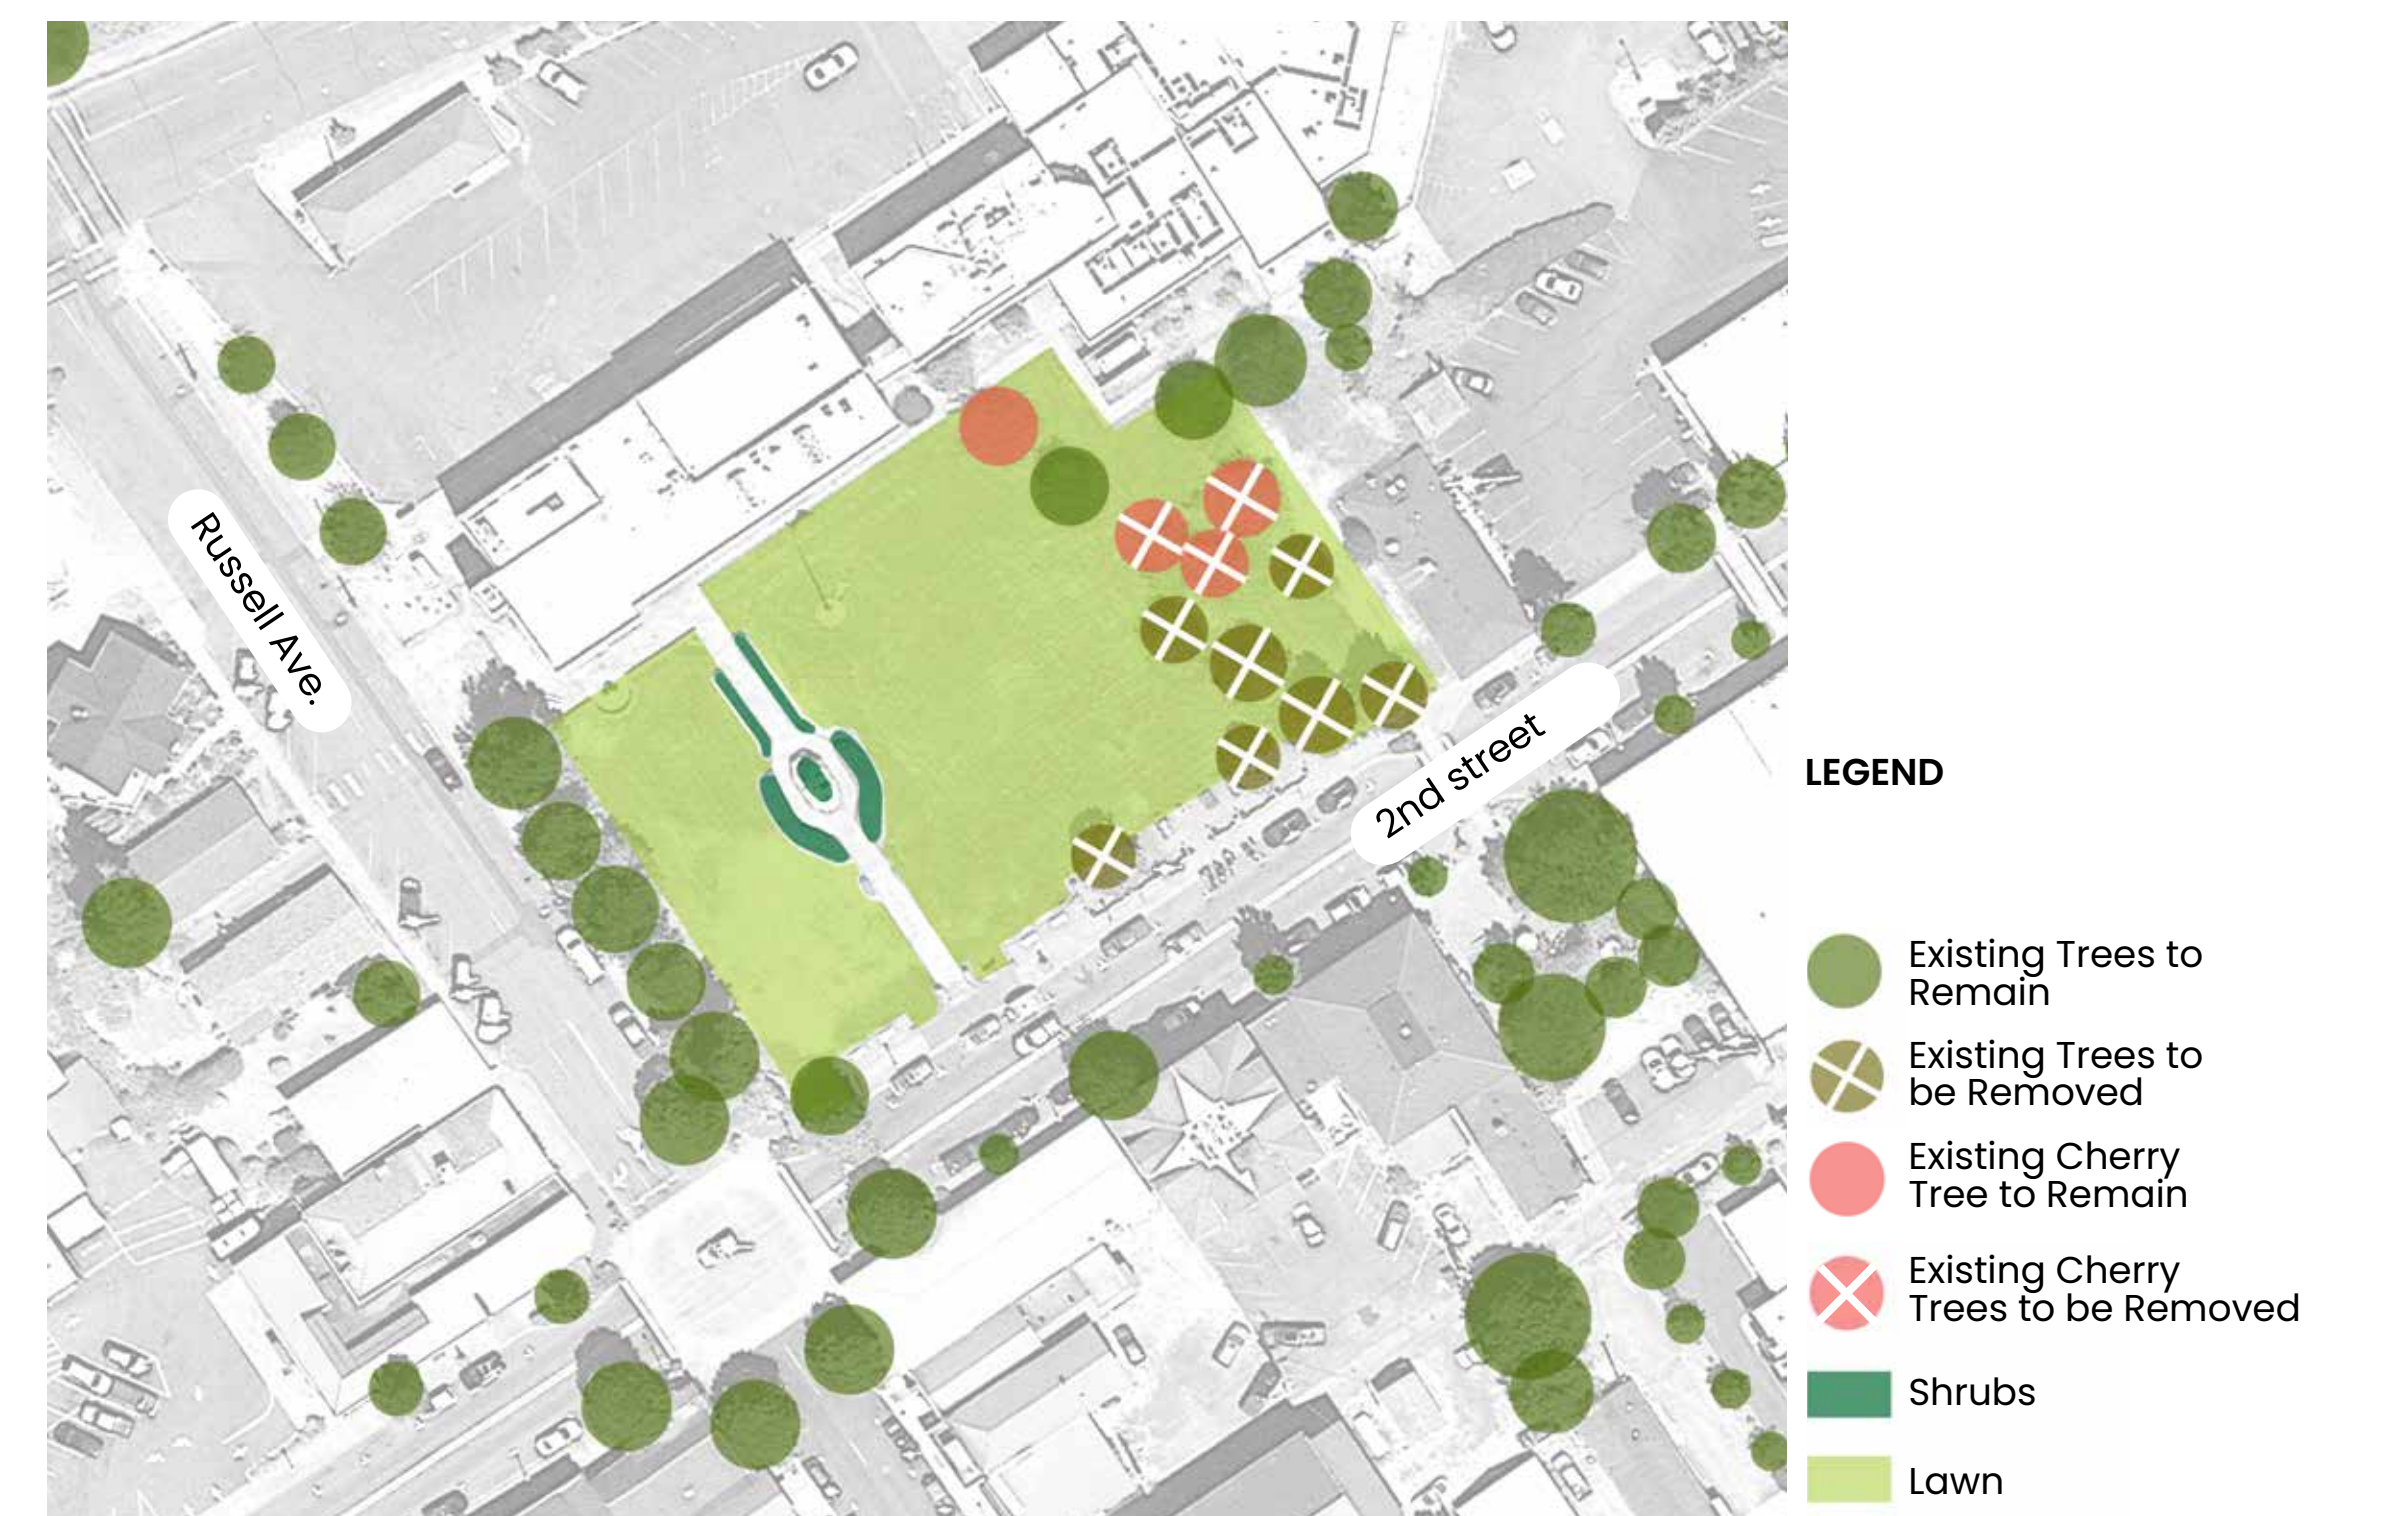 Russell Ave.
2nd street
LEGEND
Existing Trees to
Remain
Existing Trees to
be Removed
Existing Cherry
Tree to Remain
Existing Cherry
Trees to be Removed
Shrubs
Lawn